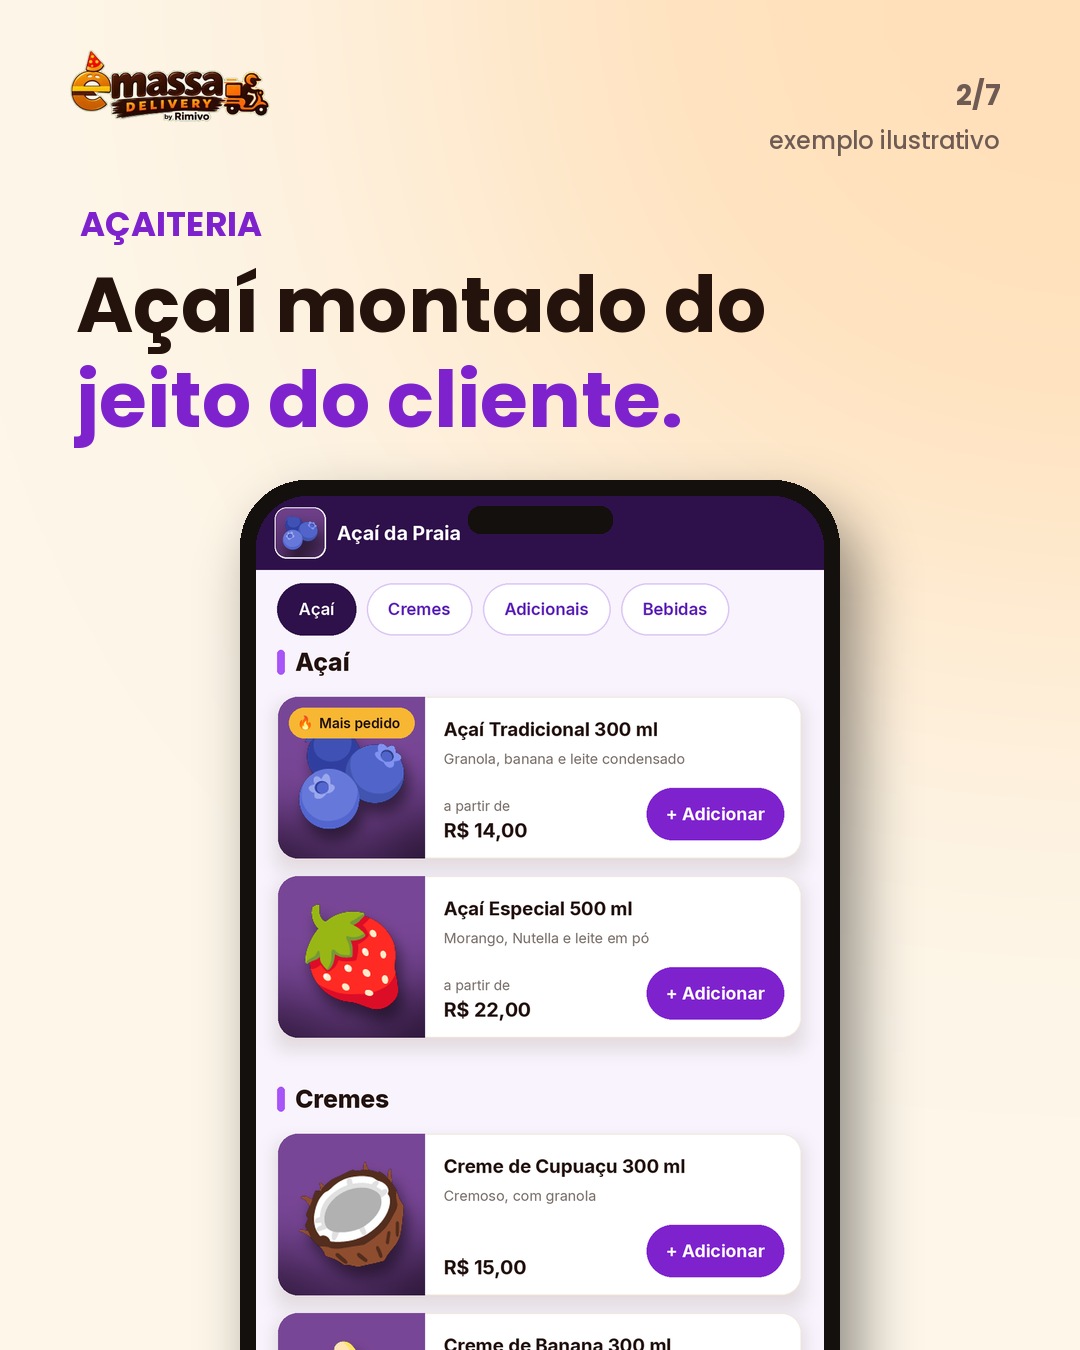 êmassa
DELIVERY
by Rimivo
2/7
exemplo ilustrativo
AÇAITERIA
Açaí montado do
jeito do cliente.
Açaí da Praia
Açaí
Cremes
Adicionais
Bebidas
Açaí
🔥 Mais pedido
Açaí Tradicional 300 ml
Granola, banana e leite condensado
a partir de
R$ 14,00
+ Adicionar
Açaí Especial 500 ml
Morango, Nutella e leite em pó
a partir de
R$ 22,00
+ Adicionar
Cremes
Creme de Cupuaçu 300 ml
Cremoso, com granola
R$ 15,00
+ Adicionar
Creme de Banana 300 ml